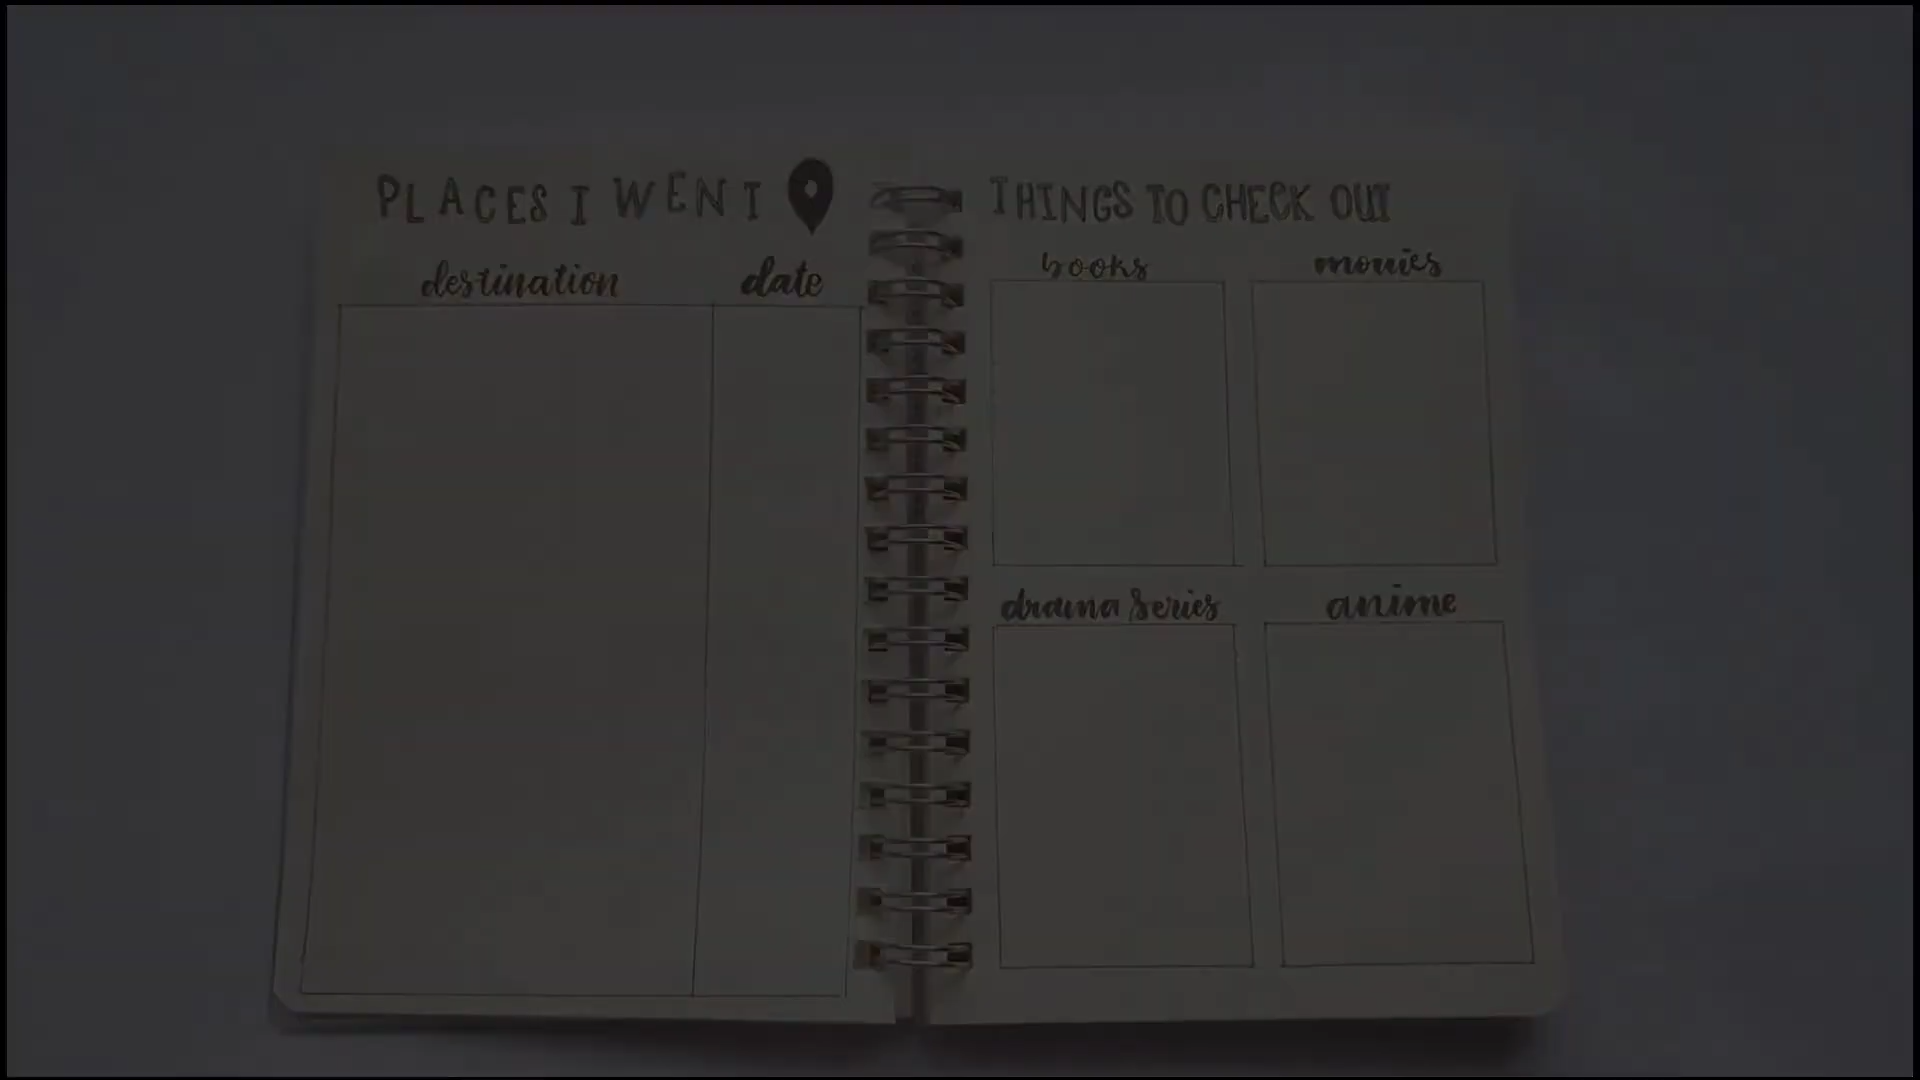 PLACES I WENT
destination date
THINGS TO CHECK OUT
books movies
drama series anime